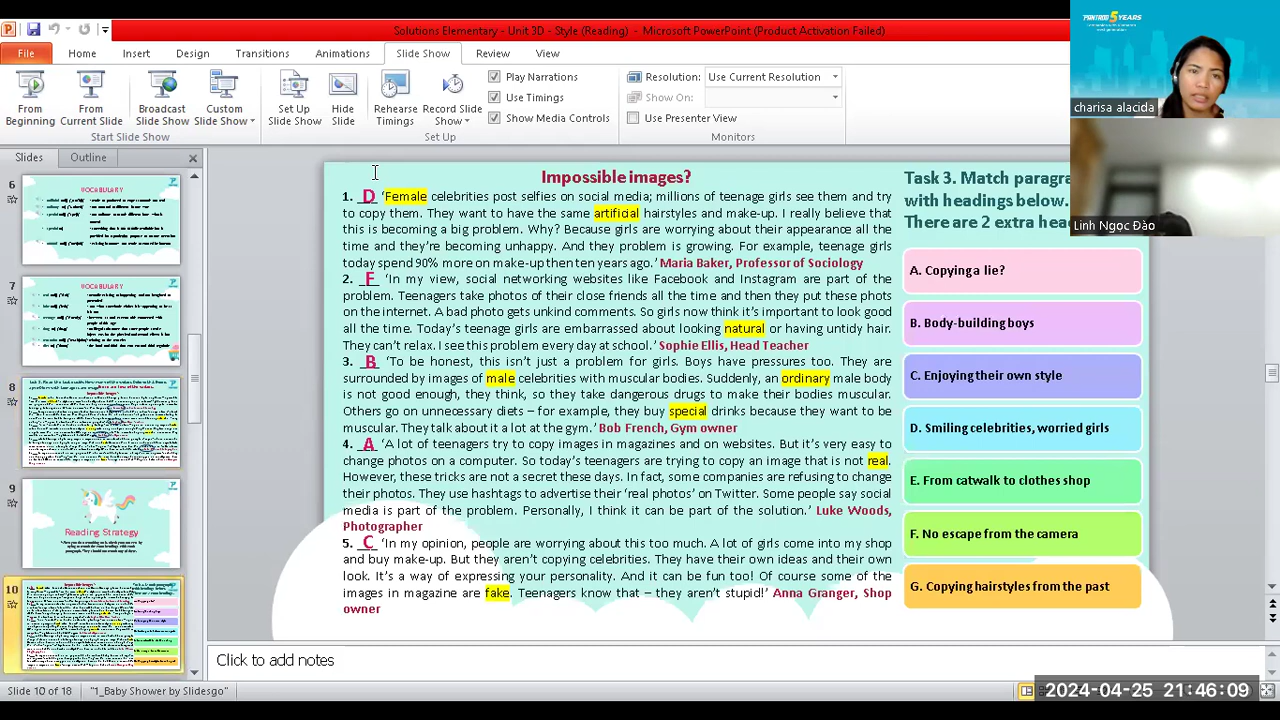 Solutions Elementary - Unit 3D - Style (Reading) - Microsoft PowerPoint (Product Activation Failed)
File Home Insert Design Transitions Animations Slide Show Review View
From Beginning
From Current Slide
Broadcast Slide Show
Custom Slide Show
Start Slide Show
Set Up Slide Show
Hide Slide
Rehearse Timings
Record Slide Show
Play Narrations
Use Timings
Show Media Controls
Set Up
Resolution: Use Current Resolution
Show On:
Use Presenter View
Monitors
5 YEARS
charisa alacida
Linh Ngọc Đào
Slides Outline
6
VOCABULARY
7
VOCABULARY
8
9
Reading Strategy
10
Impossible images?
1. D ‘Female celebrities post selfies on social media; millions of teenage girl see them and try
to copy them. They want to have the same artificial hairstyles and make-up. I really believe that
this is becoming a big problem. Why? Because girls are worrying about their appearance all the
time and they’re becoming unhappy. And they problem is growing. For example, teenage girls
today spend 90% more on make-up then ten years ago.’ Maria Baker, Professor of Sociology
2. F ‘In my view, social networking websites like Facebook and Instagram are part of the
problem. Teenagers take photos of their close friends all the time and then they put these phots
on the internet. A bad photo gets unkind comments. So girls now think it’s important to look good
all the time. Today’s teenage girls are embarrassed about looking natural or having untidy hair.
They can’t relax. I see this problem every day at school.’ Sophie Ellis, Head Teacher
3. B ‘To be honest, this isn’t just a problem for girls. Boys have pressures too. They are
surrounded by images of male celebrities with muscular bodies. Suddenly, an ordinary male body
is not good enough, they think, so they take dangerous drugs to make their bodies muscular.
Others go on unnecessary diets – for example, they buy special drinks because they want to be
muscular. They talk about it a lot at the gym.’ Bob French, Gym owner
4. A ‘A lot of teenagers try to copy images in magazines and on websites. But it’s very easy to
change photos on a computer. So today’s teenagers are trying to copy an image that is not real.
However, these tricks are not a secret these days. In fact, some companies are refusing to change
their photos. They use hashtags to advertise their ‘real photos’ on Twitter. Some people say social
media is part of the problem. Personally, I think it can be part of the solution.’ Luke Woods,
Photographer
5. C ‘In my opinion, people are worrying about this too much. A lot of girls come into my shop
and buy make-up. But they aren’t copying celebrities. They have their own ideas and their own
look. It’s a way of expressing your personality. And it can be fun too! Of course some of the
images in magazine are fake. Teenagers know that – they aren’t stupid!’ Anna Granger, Shop
owner
Task 3. Match paragra
with headings below.
There are 2 extra hea
A. Copying a lie?
B. Body-building boys
C. Enjoying their own style
D. Smiling celebrities, worried girls
E. From catwalk to clothes shop
F. No escape from the camera
G. Copying hairstyles from the past
Click to add notes
Slide 10 of 18 "1_Baby Shower by Slidesgo"
2024-04-25 21:46:09